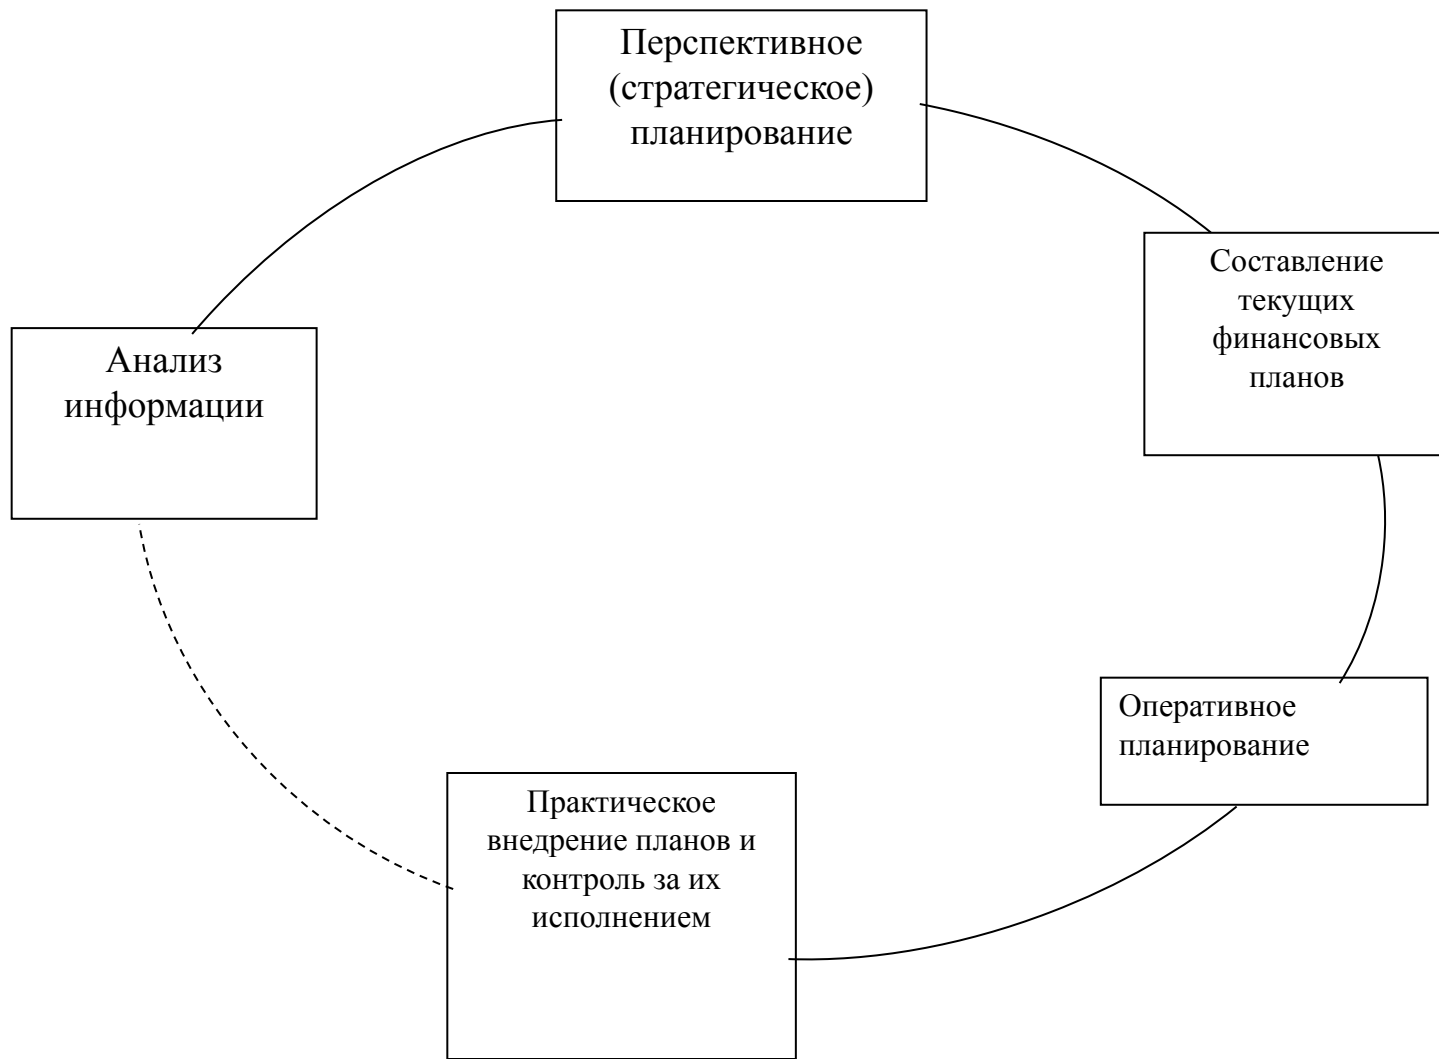 Перспективное
(стратегическое)
планирование
Составление
текущих
финансовых
планов
Анализ
информации
Оперативное
планирование
Практическое
внедрение планов и
контроль за их
исполнением